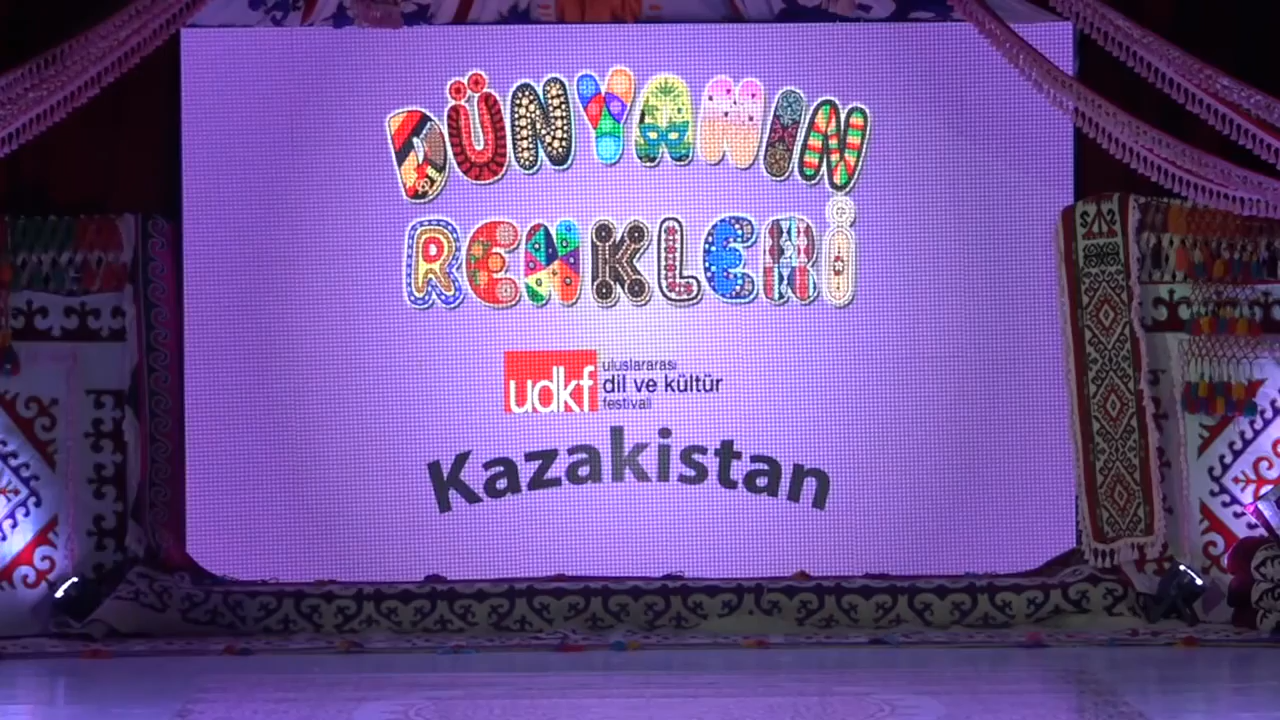 DÜNYANIN
RENKLERİ
udkf
uluslararası
dil ve kültür
festivali
Kazakistan